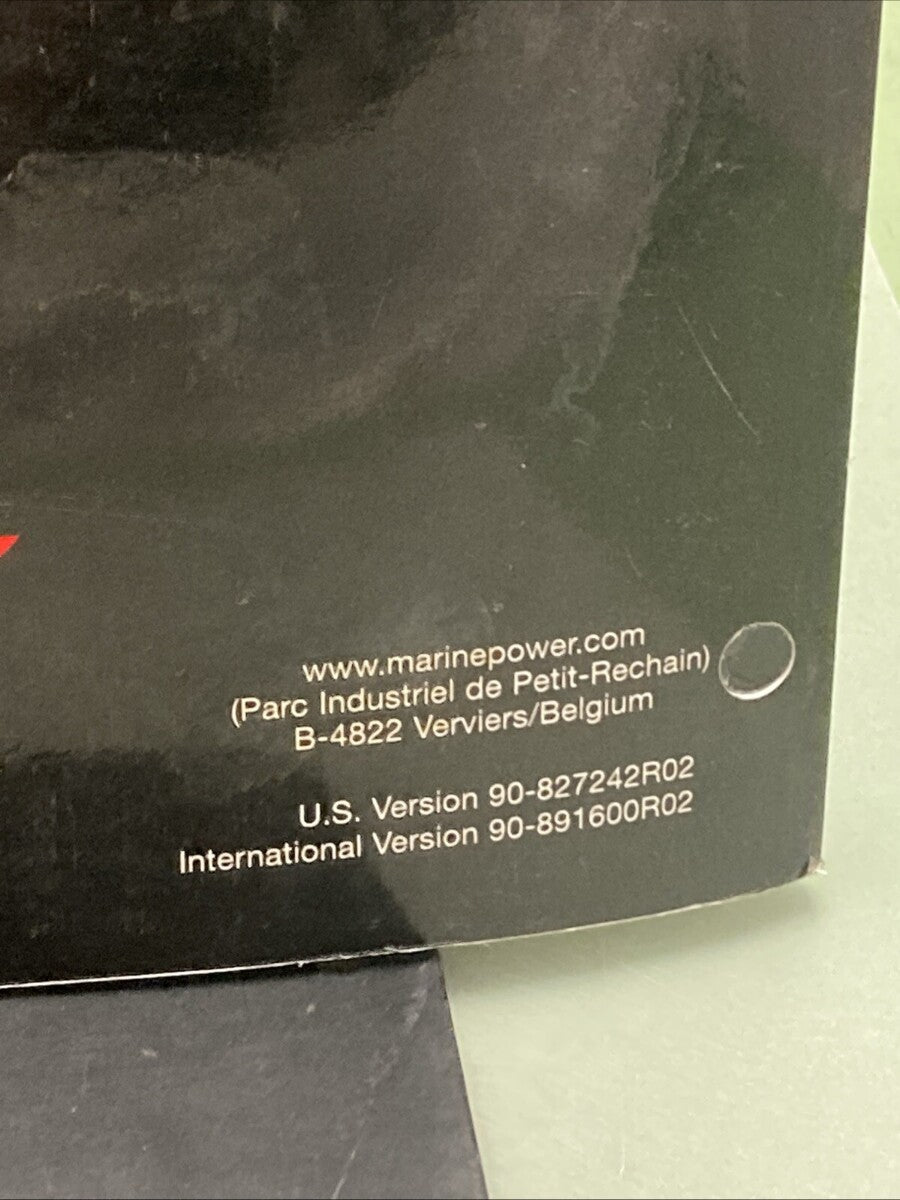 www.marinepower.com
(Parc Industriel de Petit-Rechain)
B-4822 Verviers/Belgium
U.S. Version 90-827242R02
International Version 90-891600R02